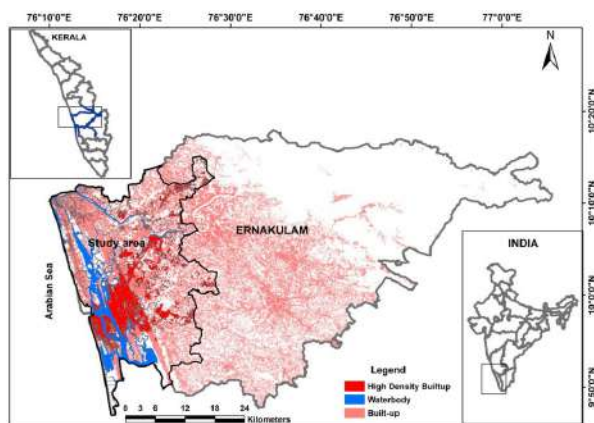 76°10'0"E 76°20'0"E 76°30'0"E 76°40'0"E 76°50'0"E 77°0'0"E
KERALA
N
10°20'0"N
10°10'0"N
10°0'0"N
9°50'0"N
ERNAKULAM
Study area
Arabian Sea
INDIA
Legend
High Density Builtup
Waterbody
Built-up
0 3 6 12 18 24
Kilometers